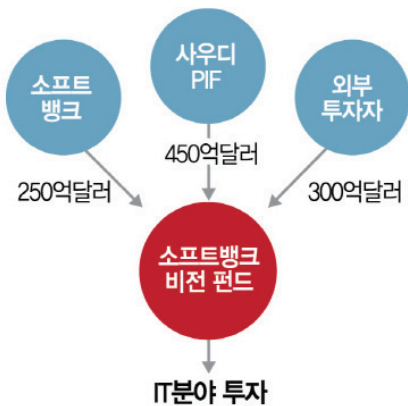 소프트
뱅크
사우디
PIF
외부
투자자
250억달러
450억달러
300억달러
소프트뱅크
비전 펀드
IT분야 투자